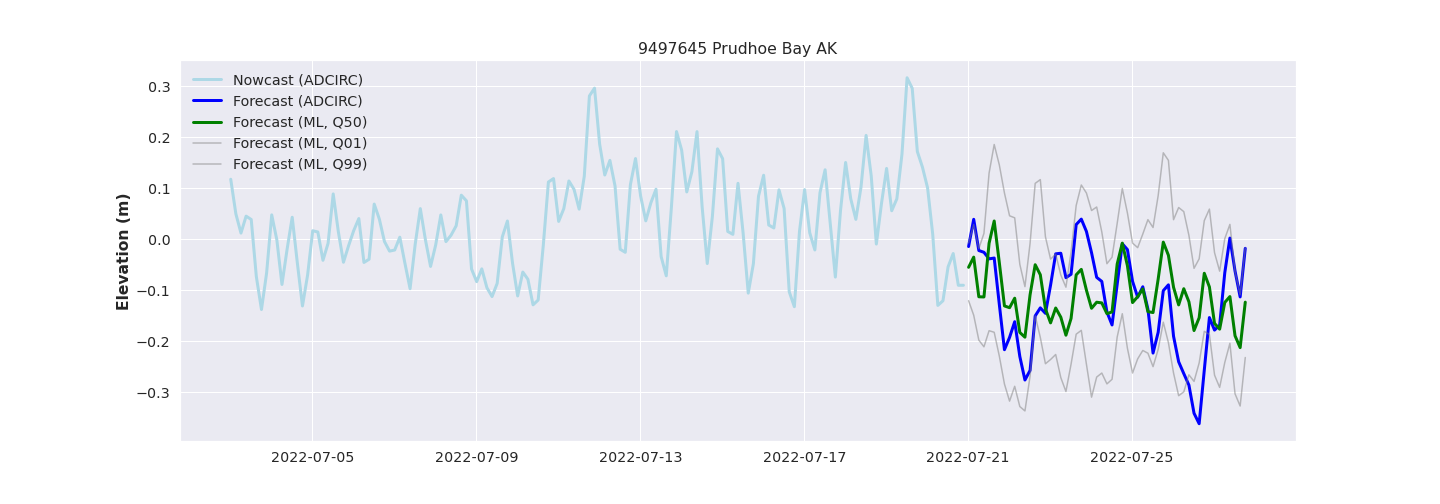 9497645 Prudhoe Bay AK
Nowcast (ADCIRC)
Forecast (ADCIRC)
Forecast (ML, Q50)
Forecast (ML, Q01)
Forecast (ML, Q99)
Elevation (m)
0.3
0.2
0.1
0.0
−0.1
−0.2
−0.3
2022-07-05 2022-07-09 2022-07-13 2022-07-17 2022-07-21 2022-07-25